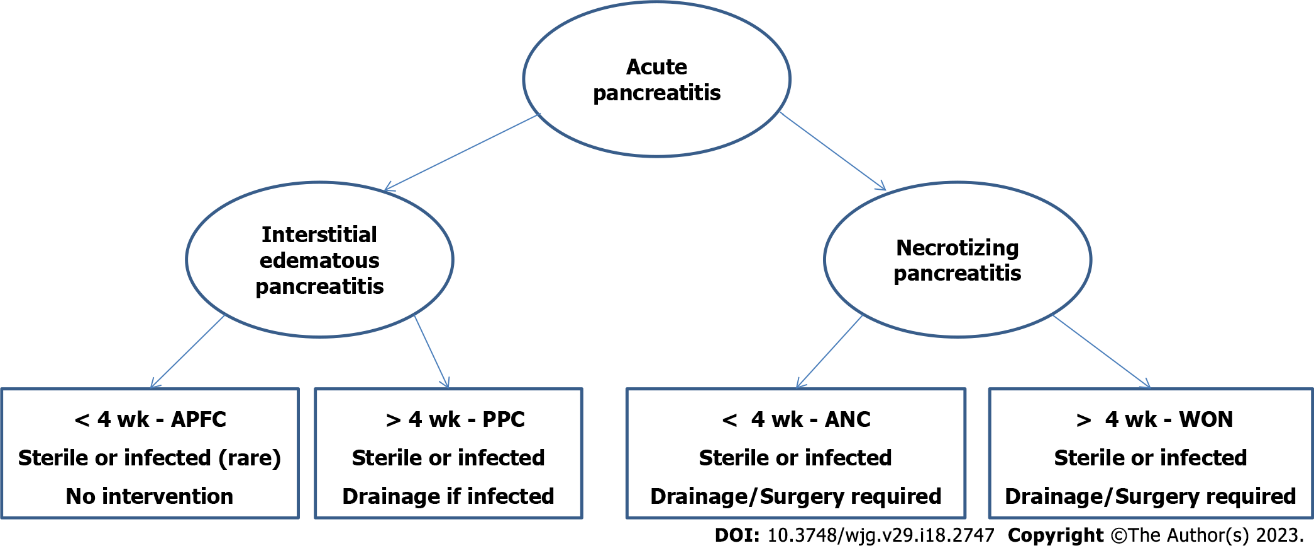 Acute
pancreatitis
Interstitial
edematous
pancreatitis
Necrotizing
pancreatitis
< 4 wk - APFC
Sterile or infected (rare)
No intervention
> 4 wk - PPC
Sterile or infected
Drainage if infected
< 4 wk - ANC
Sterile or infected
Drainage/Surgery required
> 4 wk - WON
Sterile or infected
Drainage/Surgery required
DOI: 10.3748/wjg.v29.i18.2747 Copyright ©The Author(s) 2023.